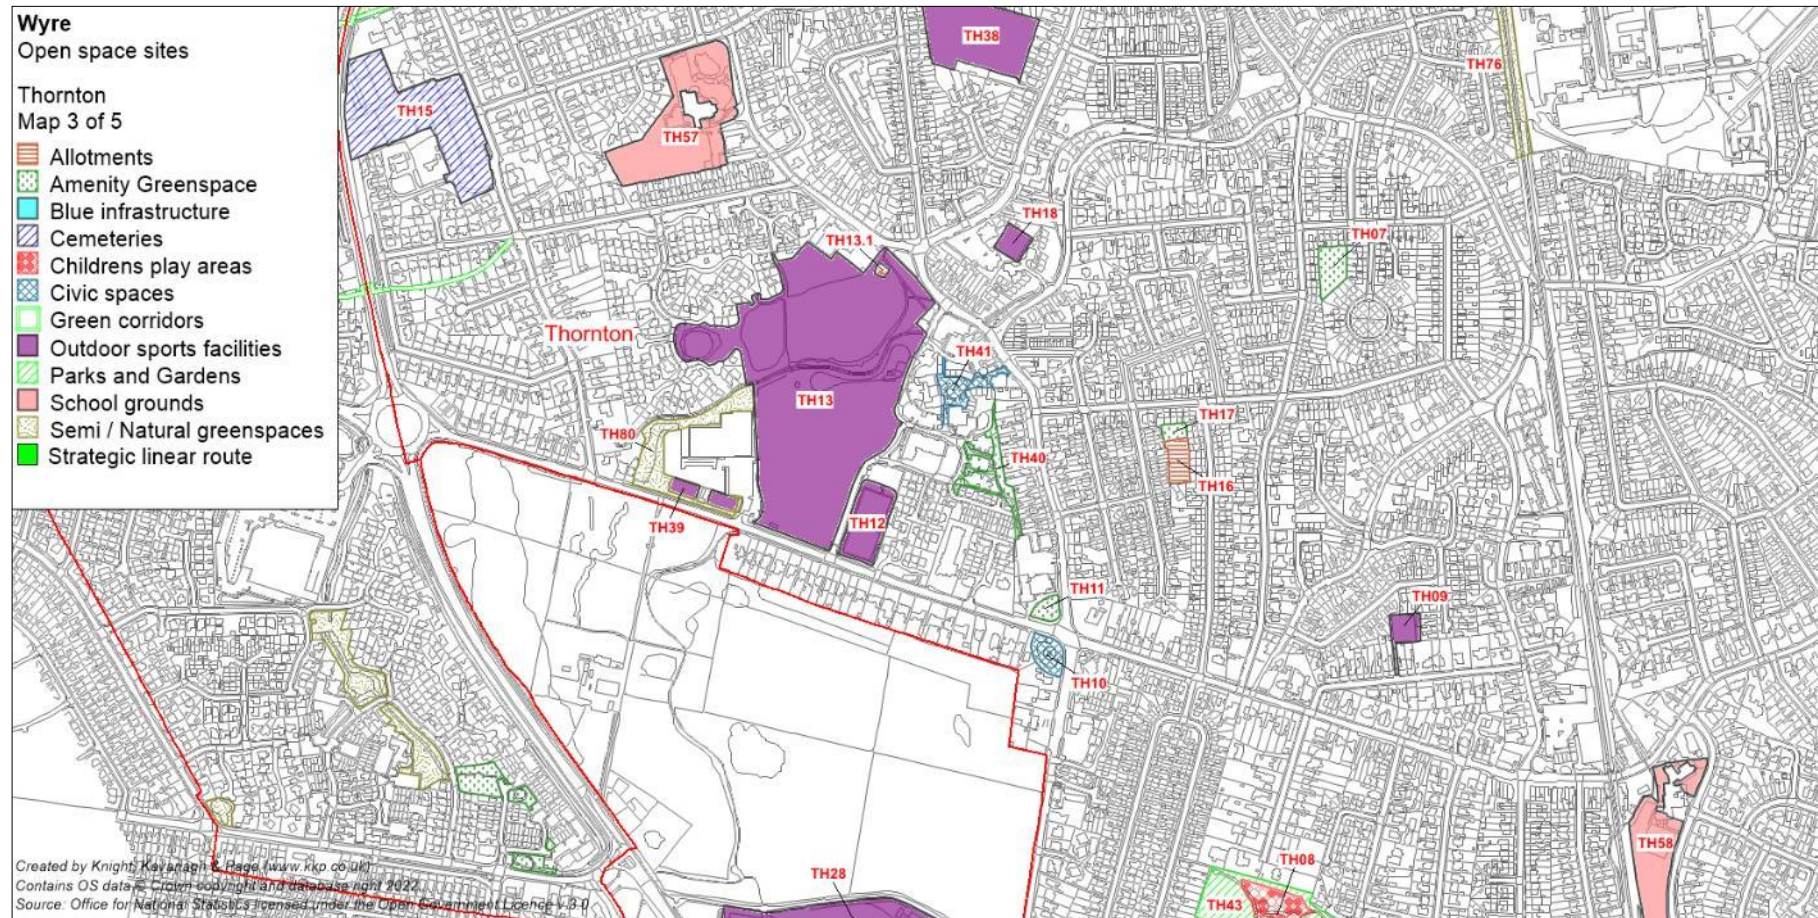 Wyre
Open space sites
Thornton
Map 3 of 5
Allotments
Amenity Greenspace
Blue infrastructure
Cemeteries
Childrens play areas
Civic spaces
Green corridors
Outdoor sports facilities
Parks and Gardens
School grounds
Semi / Natural greenspaces
Strategic linear route
TH38
TH76
TH15
TH57
TH18
TH13.1
TH07
Thornton
TH41
TH13
TH17
TH80
TH40
TH16
TH39
TH12
TH11
TH09
TH10
TH58
TH08
TH28
TH43
Created by Knight, Kavanagh & Page (www.kkp.co.uk)
Contains OS data © Crown copyright and database right 2022
Source: Office for National Statistics licensed under the Open Government Licence v.3.0